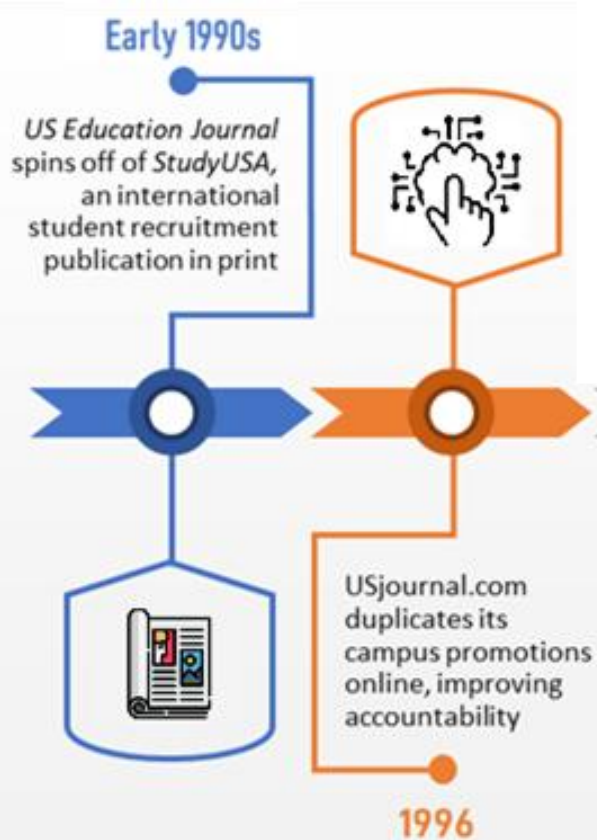 Early 1990s
US Education Journal
spins off of StudyUSA,
an international
student recruitment
publication in print
USjournal.com
duplicates its
campus promotions
online, improving
accountability
1996